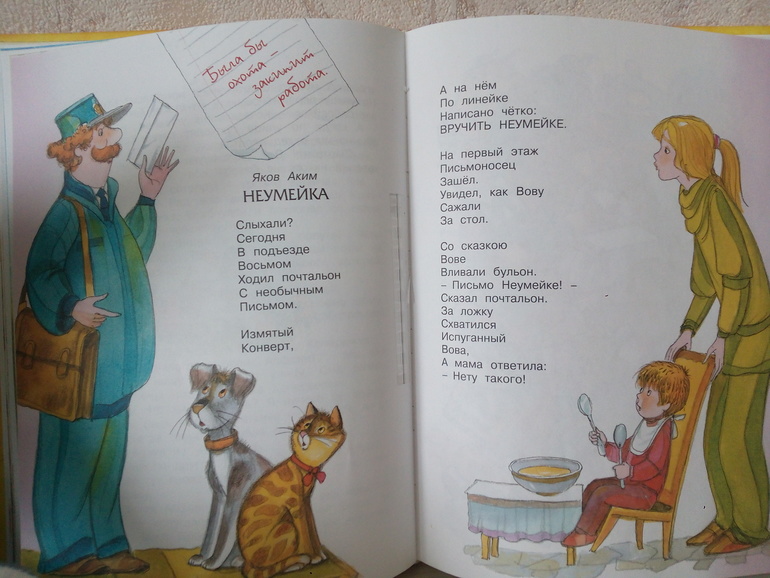 Была бы
охота –
закипит
работа.
Яков Аким
НЕУМЕЙКА
Слыхали?
Сегодня
В подъезде
Восьмом
Ходил почтальон
С необычным
Письмом.
Измятый
Конверт,
А на нём
По линейке
Написано чётко:
ВРУЧИТЬ НЕУМЕЙКЕ.
На первый этаж
Письмоносец
Зашёл.
Увидел, как Вову
Сажали
За стол.
Со сказкою
Вове
Вливали бульон.
– Письмо Неумейке! –
Сказал почтальон.
За ложку
Схватился
Испуганный
Вова,
А мама ответила:
– Нету такого!